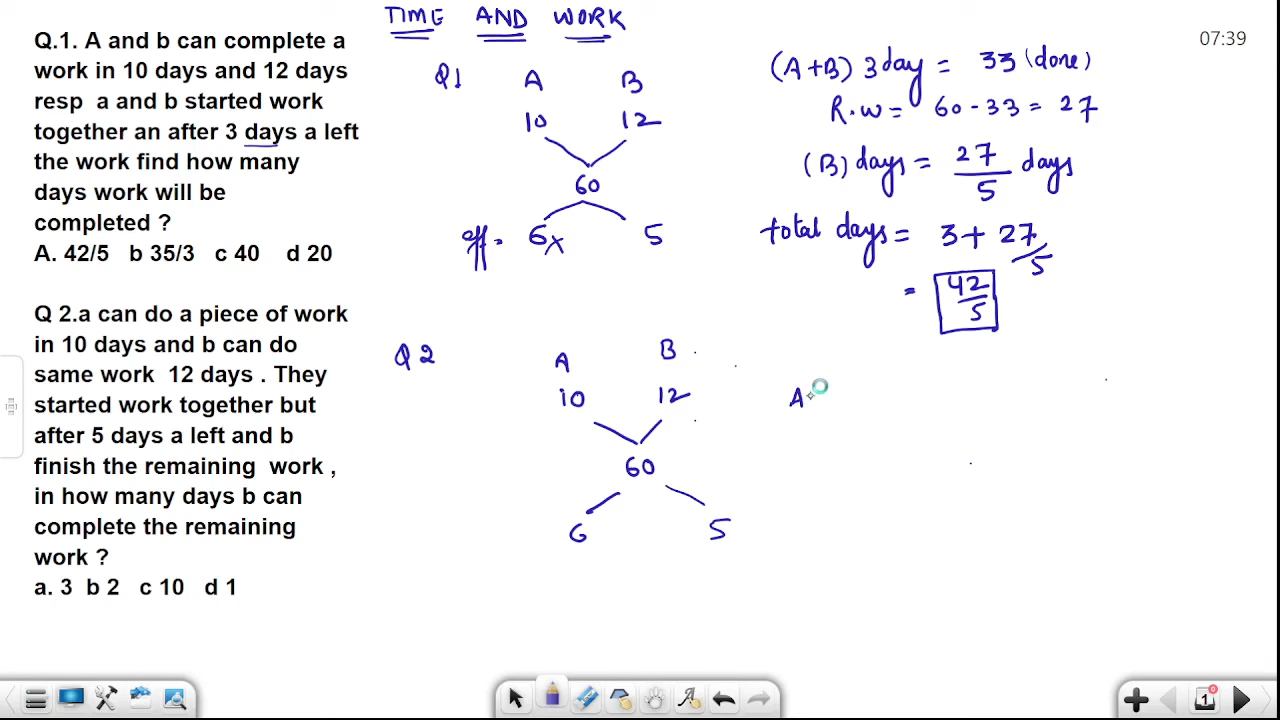 TIME AND WORK
07:39
Q.1. A and b can complete a
work in 10 days and 12 days
resp a and b started work
together an after 3 days a left
the work find how many
days work will be
completed ?
A. 42/5 b 35/3 c 40 d 20
Q1 A B
10 12
60
eff = 6x 5
(A+B) 3 day = 33 (done)
R.w = 60 - 33 = 27
(B) days = 27/5 days
total days = 3 + 27/5
= 42/5
Q 2.a can do a piece of work
in 10 days and b can do
same work 12 days . They
started work together but
after 5 days a left and b
finish the remaining work ,
in how many days b can
complete the remaining
work ?
a. 3 b 2 c 10 d 1
Q 2 A B
10 12
60
6 5
A
1